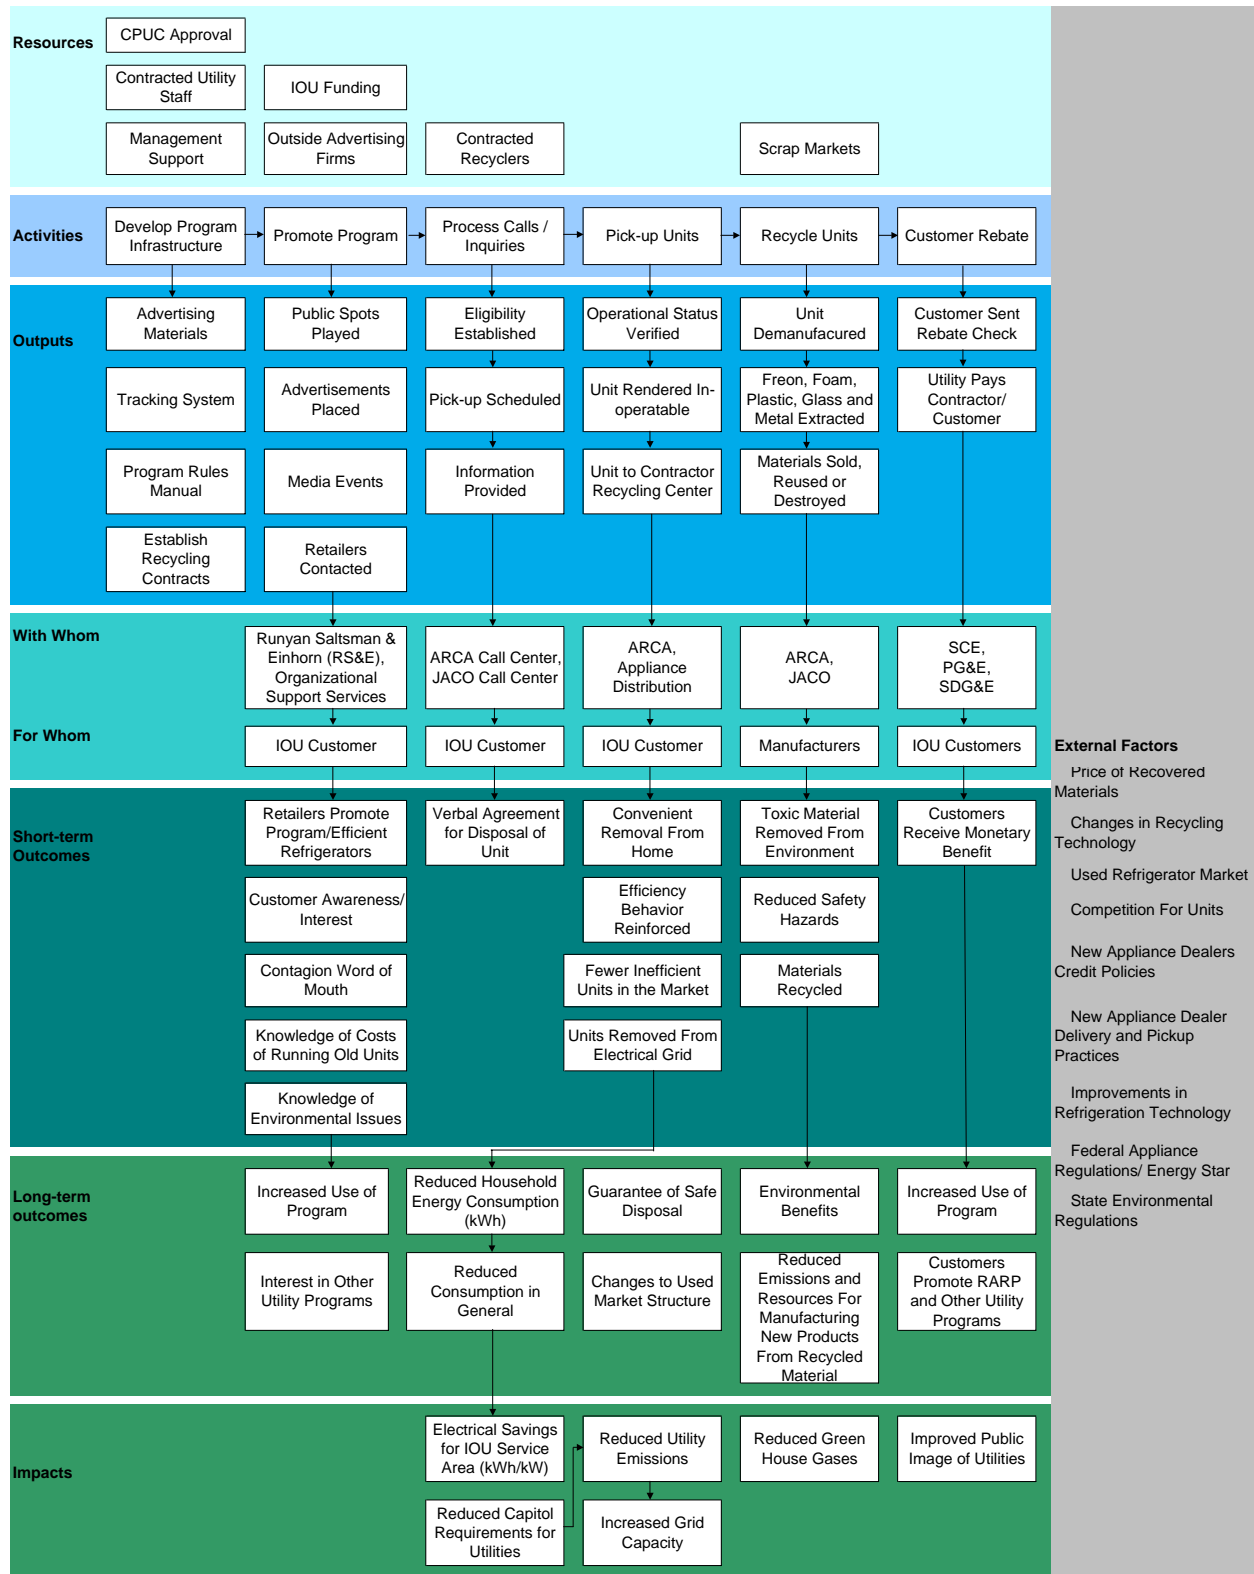 Resources
CPUC Approval
Contracted Utility
Staff
IOU Funding
Management
Support
Outside Advertising
Firms
Contracted
Recyclers
Scrap Markets
Activities
Develop Program
Infrastructure
Promote Program
Process Calls /
Inquiries
Pick-up Units
Recycle Units
Customer Rebate
Outputs
Advertising
Materials
Public Spots
Played
Eligibility
Established
Operational Status
Verified
Unit
Demanufacured
Customer Sent
Rebate Check
Tracking System
Advertisements
Placed
Pick-up Scheduled
Unit Rendered In-
operatable
Freon, Foam,
Plastic, Glass and
Metal Extracted
Utility Pays
Contractor/
Customer
Program Rules
Manual
Media Events
Information
Provided
Unit to Contractor
Recycling Center
Materials Sold,
Reused or
Destroyed
Establish
Recycling
Contracts
Retailers
Contacted
With Whom
Runyan Saltsman &
Einhorn (RS&E),
Organizational
Support Services
ARCA Call Center,
JACO Call Center
ARCA,
Appliance
Distribution
ARCA,
JACO
SCE,
PG&E,
SDG&E
For Whom
IOU Customer
IOU Customer
IOU Customer
Manufacturers
IOU Customers
Short-term
Outcomes
Retailers Promote
Program/Efficient
Refrigerators
Verbal Agreement
for Disposal of
Unit
Convenient
Removal From
Home
Toxic Material
Removed From
Environment
Customers
Receive Monetary
Benefit
Customer Awareness/
Interest
Efficiency
Behavior
Reinforced
Reduced Safety
Hazards
Contagion Word of
Mouth
Fewer Inefficient
Units in the Market
Materials
Recycled
Knowledge of Costs
of Running Old Units
Units Removed From
Electrical Grid
Knowledge of
Environmental Issues
Long-term
outcomes
Increased Use of
Program
Reduced Household
Energy Consumption
(kWh)
Guarantee of Safe
Disposal
Environmental
Benefits
Increased Use of
Program
Interest in Other
Utility Programs
Reduced
Consumption in
General
Changes to Used
Market Structure
Reduced
Emissions and
Resources For
Manufacturing
New Products
From Recycled
Material
Customers
Promote RARP
and Other Utility
Programs
Impacts
Electrical Savings
for IOU Service
Area (kWh/kW)
Reduced Utility
Emissions
Reduced Green
House Gases
Improved Public
Image of Utilities
Reduced Capitol
Requirements for
Utilities
Increased Grid
Capacity
External Factors
Price of Recovered
Materials
Changes in Recycling
Technology
Used Refrigerator Market
Competition For Units
New Appliance Dealers
Credit Policies
New Appliance Dealer
Delivery and Pickup
Practices
Improvements in
Refrigeration Technology
Federal Appliance
Regulations/ Energy Star
State Environmental
Regulations